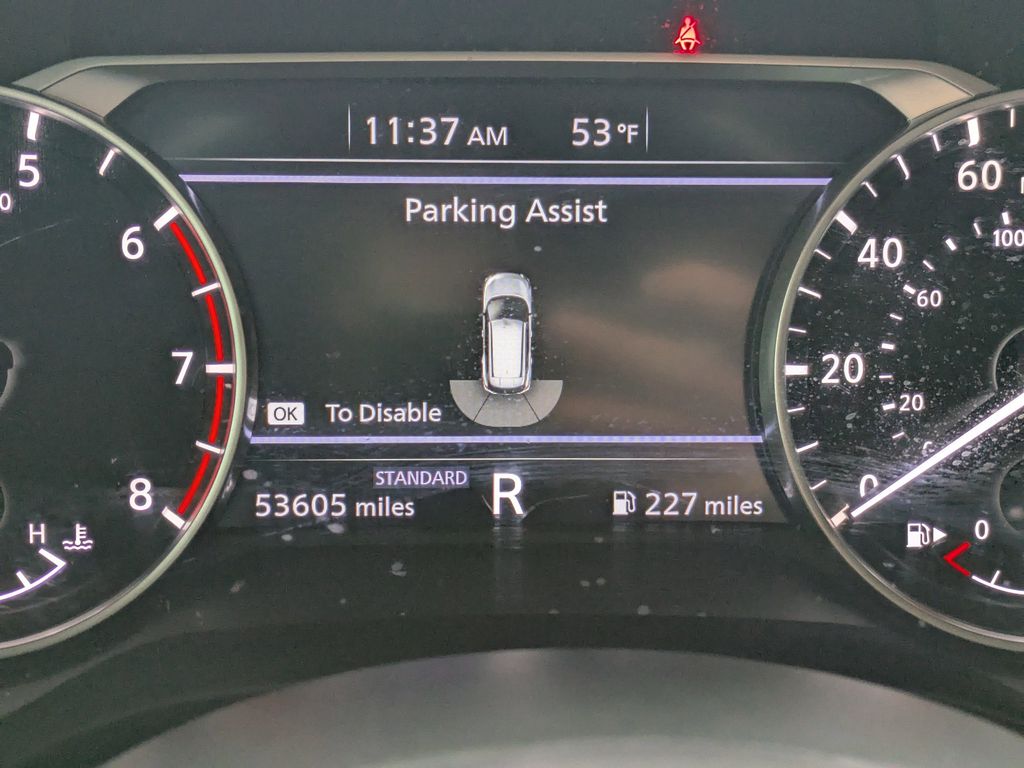 11:37 AM 53°F
Parking Assist
OK To Disable
STANDARD
53605 miles R 227 miles
5
6
7
8
H
60
40
20
0
100
60
20
0